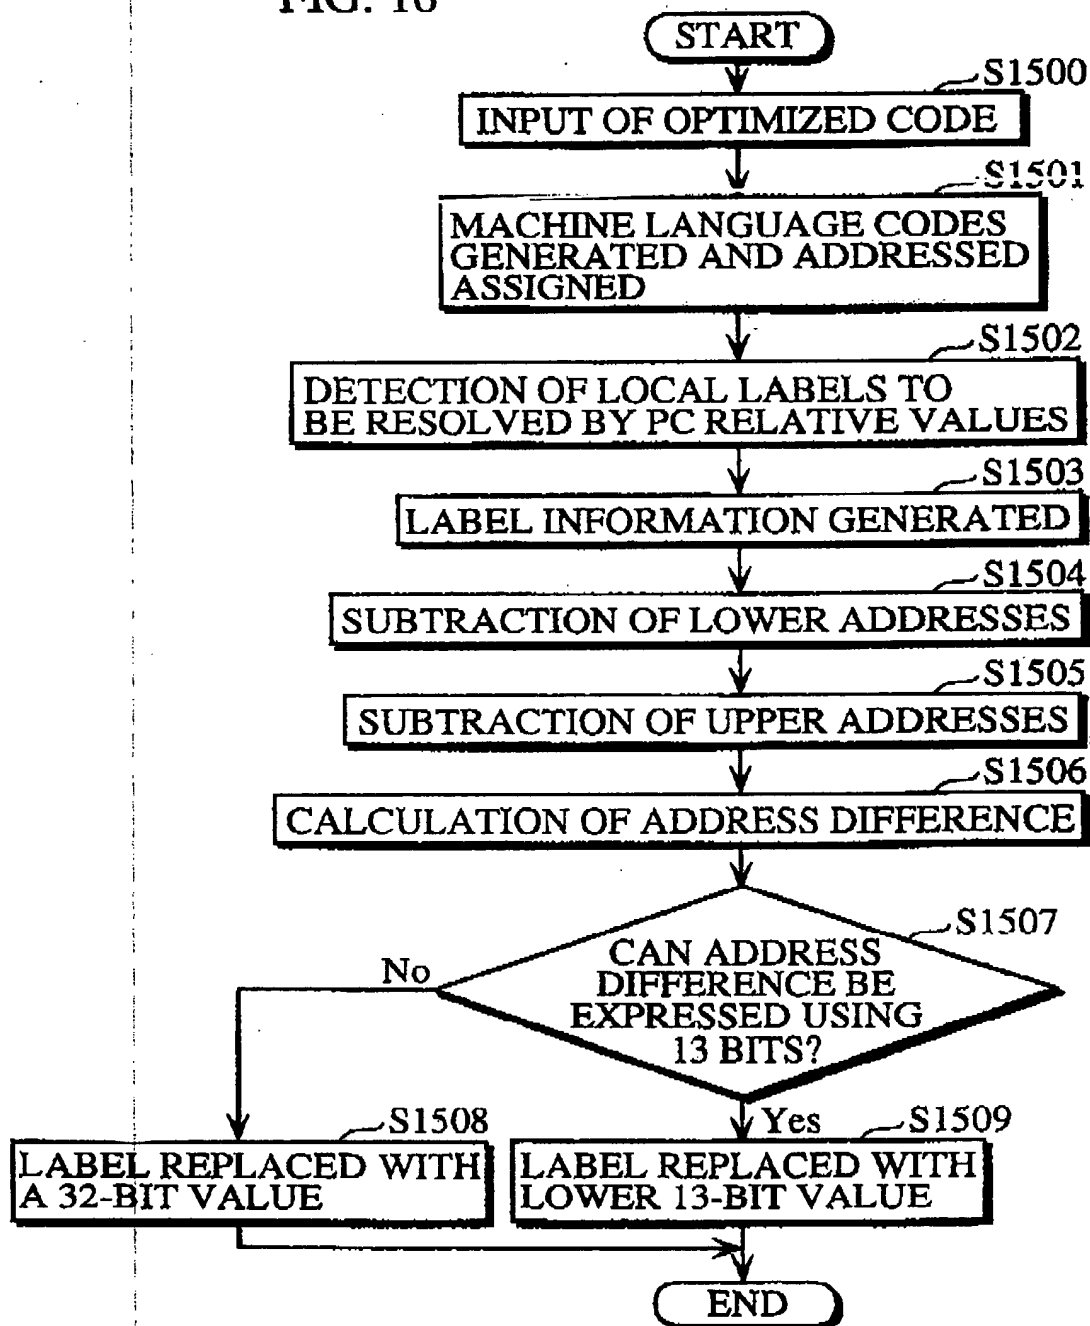 FIG. 16
START
S1500
INPUT OF OPTIMIZED CODE
S1501
MACHINE LANGUAGE CODES
GENERATED AND ADDRESSED
ASSIGNED
S1502
DETECTION OF LOCAL LABELS TO
BE RESOLVED BY PC RELATIVE VALUES
S1503
LABEL INFORMATION GENERATED
S1504
SUBTRACTION OF LOWER ADDRESSES
S1505
SUBTRACTION OF UPPER ADDRESSES
S1506
CALCULATION OF ADDRESS DIFFERENCE
S1507
CAN ADDRESS
DIFFERENCE BE
EXPRESSED USING
13 BITS?
No
Yes
S1508
LABEL REPLACED WITH
A 32-BIT VALUE
S1509
LABEL REPLACED WITH
LOWER 13-BIT VALUE
END